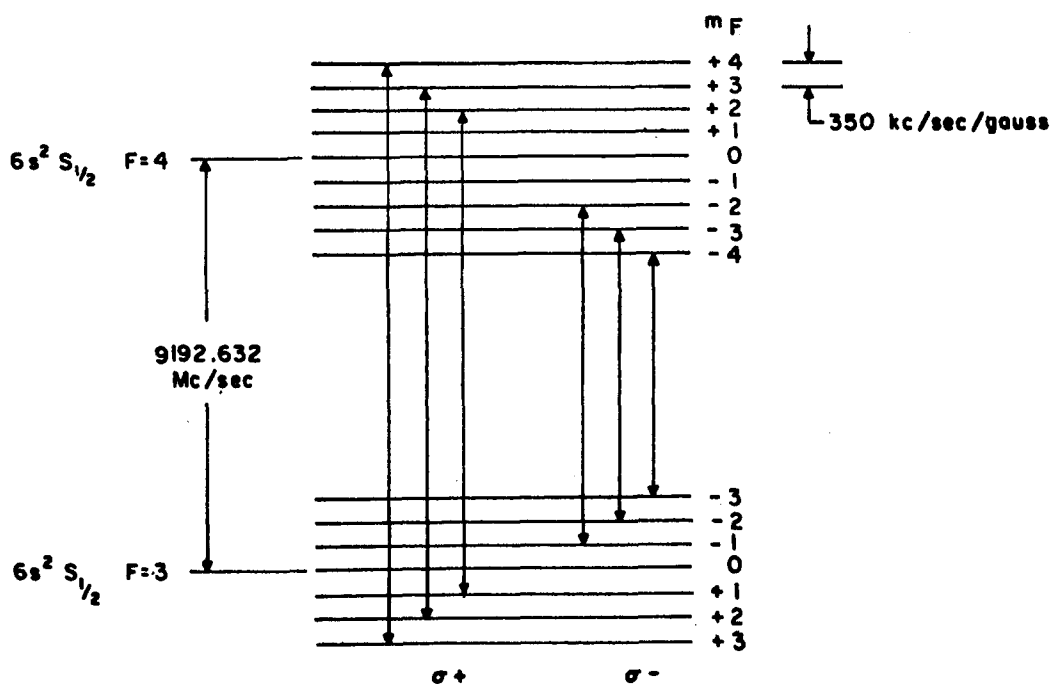 m F
+ 4
+ 3
+ 2
+ 1
0
- 1
- 2
- 3
- 4
350 kc/sec/gauss
6s² S₁/₂ F=4
9192.632
Mc/sec
- 3
- 2
- 1
0
+ 1
+ 2
+ 3
6s² S₁/₂ F=3
σ+ σ-